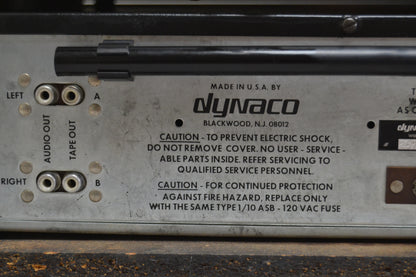 MADE IN U.S.A. BY
dynaco
BLACKWOOD, N.J. 08012
LEFT
A
AUDIO OUT
TAPE OUT
RIGHT
B
CAUTION - TO PREVENT ELECTRIC SHOCK,
DO NOT REMOVE COVER. NO USER - SERVICE -
ABLE PARTS INSIDE. REFER SERVICING TO
QUALIFIED SERVICE PERSONNEL.
CAUTION - FOR CONTINUED PROTECTION
AGAINST FIRE HAZARD, REPLACE ONLY
WITH THE SAME TYPE 1/10 ASB - 120 VAC FUSE